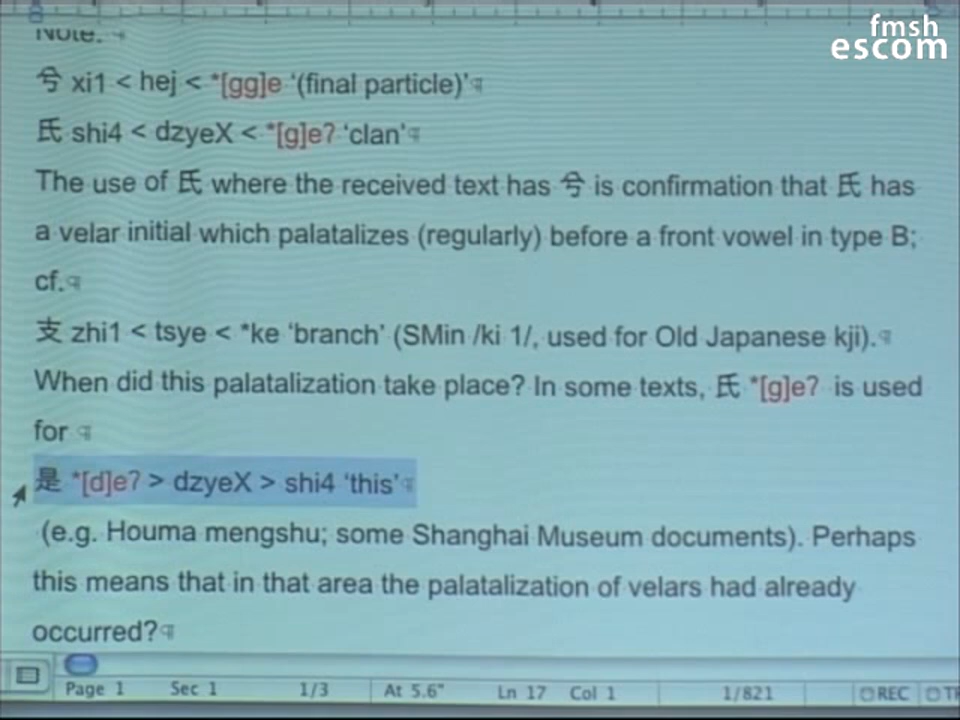 fmsh
escom
Note:
兮 xi1 < hej < *[gg]e '(final particle)'
氏 shi4 < dzyeX < *[g]e? 'clan'
The use of 氏 where the received text has 兮 is confirmation that 氏 has
a velar initial which palatalizes (regularly) before a front vowel in type B;
cf.
支 zhi1 < tsye < *ke 'branch' (SMin /ki 1/, used for Old Japanese kji).
When did this palatalization take place? In some texts, 氏 *[g]e? is used
for
是 *[d]e? > dzyeX > shi4 'this'
(e.g. Houma mengshu; some Shanghai Museum documents). Perhaps
this means that in that area the palatalization of velars had already
occurred?
Page 1 Sec 1 1/3 At 5.6" Ln 17 Col 1 1/821 REC